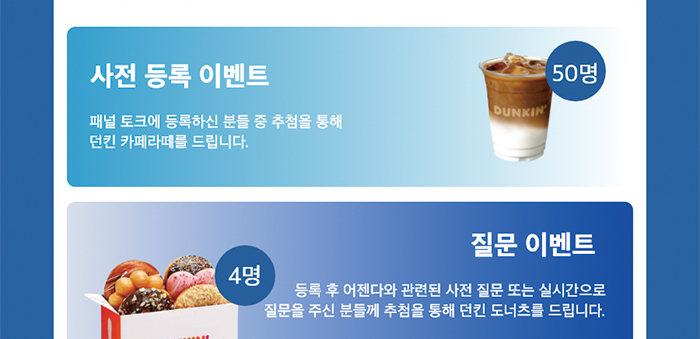 사전 등록 이벤트
50명
DUNKIN'
패널 토크에 등록하신 분들 중 추첨을 통해
던킨 카페라떼를 드립니다.
질문 이벤트
4명
등록 후 어젠다와 관련된 사전 질문 또는 실시간으로
질문을 주신 분들께 추첨을 통해 던킨 도너츠를 드립니다.